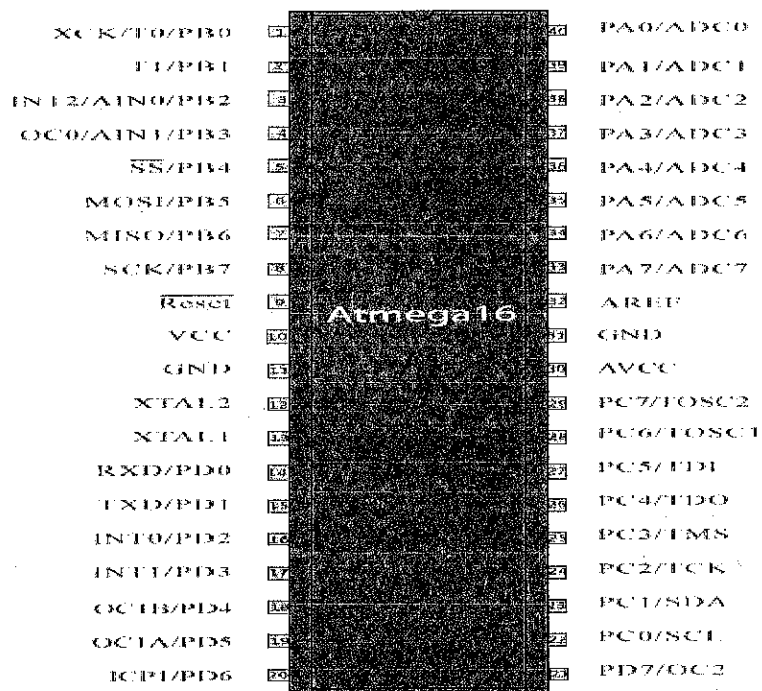 XCK/T0/PB0 1 40 PA0/ADC0
T1/PB1 2 39 PA1/ADC1
INT2/AIN0/PB2 3 38 PA2/ADC2
OC0/AIN1/PB3 4 37 PA3/ADC3
SS/PB4 5 36 PA4/ADC4
MOSI/PB5 6 35 PA5/ADC5
MISO/PB6 7 34 PA6/ADC6
SCK/PB7 8 33 PA7/ADC7
Reset 9 Atmega16 32 AREF
VCC 10 31 GND
GND 11 30 AVCC
XTAL2 12 29 PC7/TOSC2
XTAL1 13 28 PC6/TOSC1
RXD/PD0 14 27 PC5/TDI
TXD/PD1 15 26 PC4/TDO
INT0/PD2 16 25 PC3/TMS
INT1/PD3 17 24 PC2/TCK
OC1B/PD4 18 23 PC1/SDA
OC1A/PD5 19 22 PC0/SCL
ICP1/PD6 20 PD7/OC2